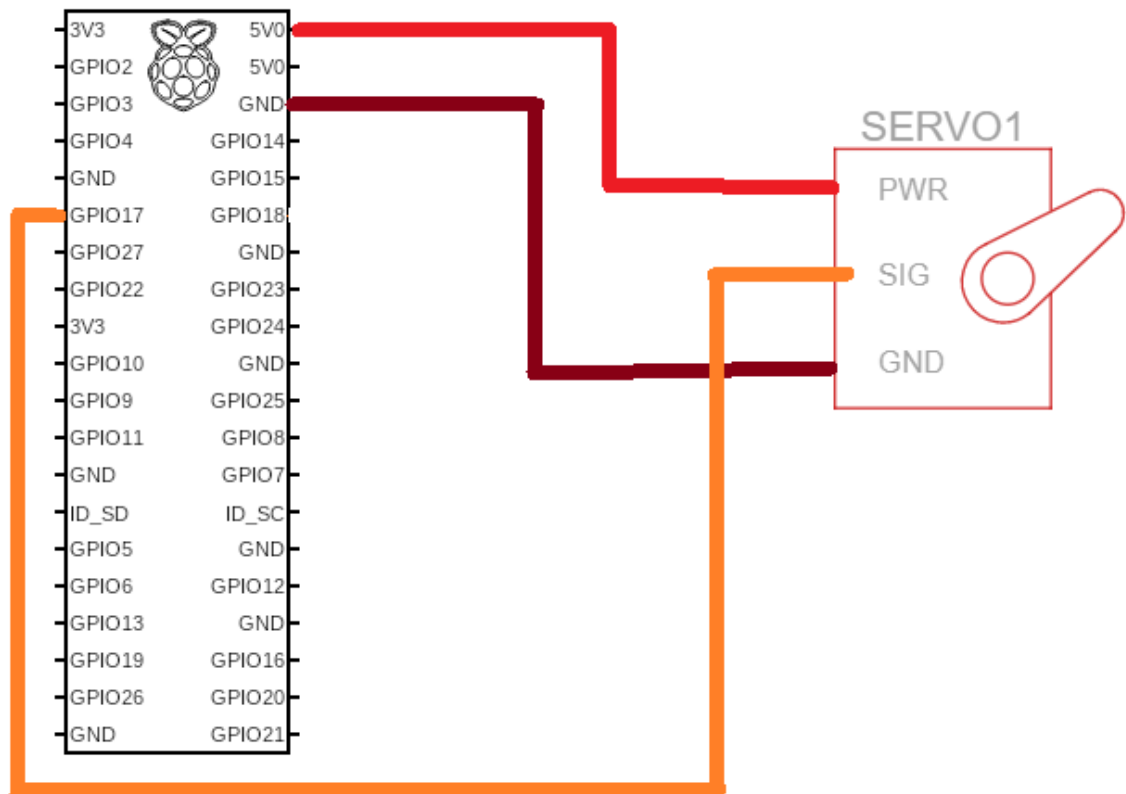 3V3 5V0
GPIO2 5V0
GPIO3 GND
GPIO4 GPIO14
GND GPIO15
GPIO17 GPIO18
GPIO27 GND
GPIO22 GPIO23
3V3 GPIO24
GPIO10 GND
GPIO9 GPIO25
GPIO11 GPIO8
GND GPIO7
ID_SD ID_SC
GPIO5 GND
GPIO6 GPIO12
GPIO13 GND
GPIO19 GPIO16
GPIO26 GPIO20
GND GPIO21
SERVO1
PWR
SIG
GND